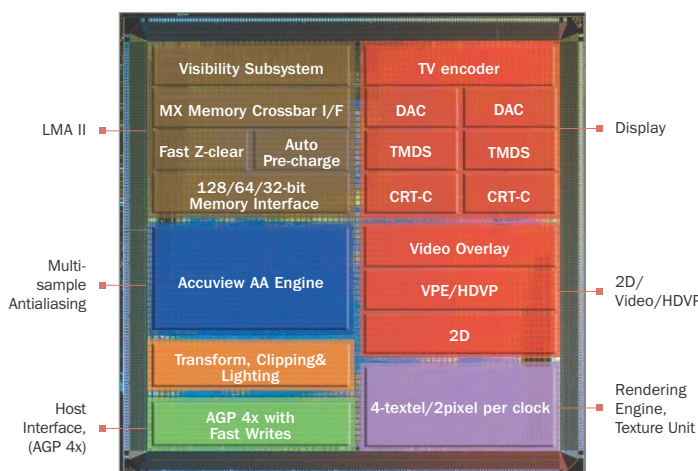 Visibility Subsystem
TV encoder
MX Memory Crossbar I/F
DAC
DAC
LMA II
Display
Fast Z-clear
Auto
Pre-charge
TMDS
TMDS
128/64/32-bit
Memory Interface
CRT-C
CRT-C
Multi-
sample
Antialiasing
Accuview AA Engine
Video Overlay
VPE/HDVP
2D
2D/
Video/HDVP
Transform, Clipping&
Lighting
Host
Interface,
(AGP 4x)
AGP 4x with
Fast Writes
4-textel/2pixel per clock
Rendering
Engine,
Texture Unit